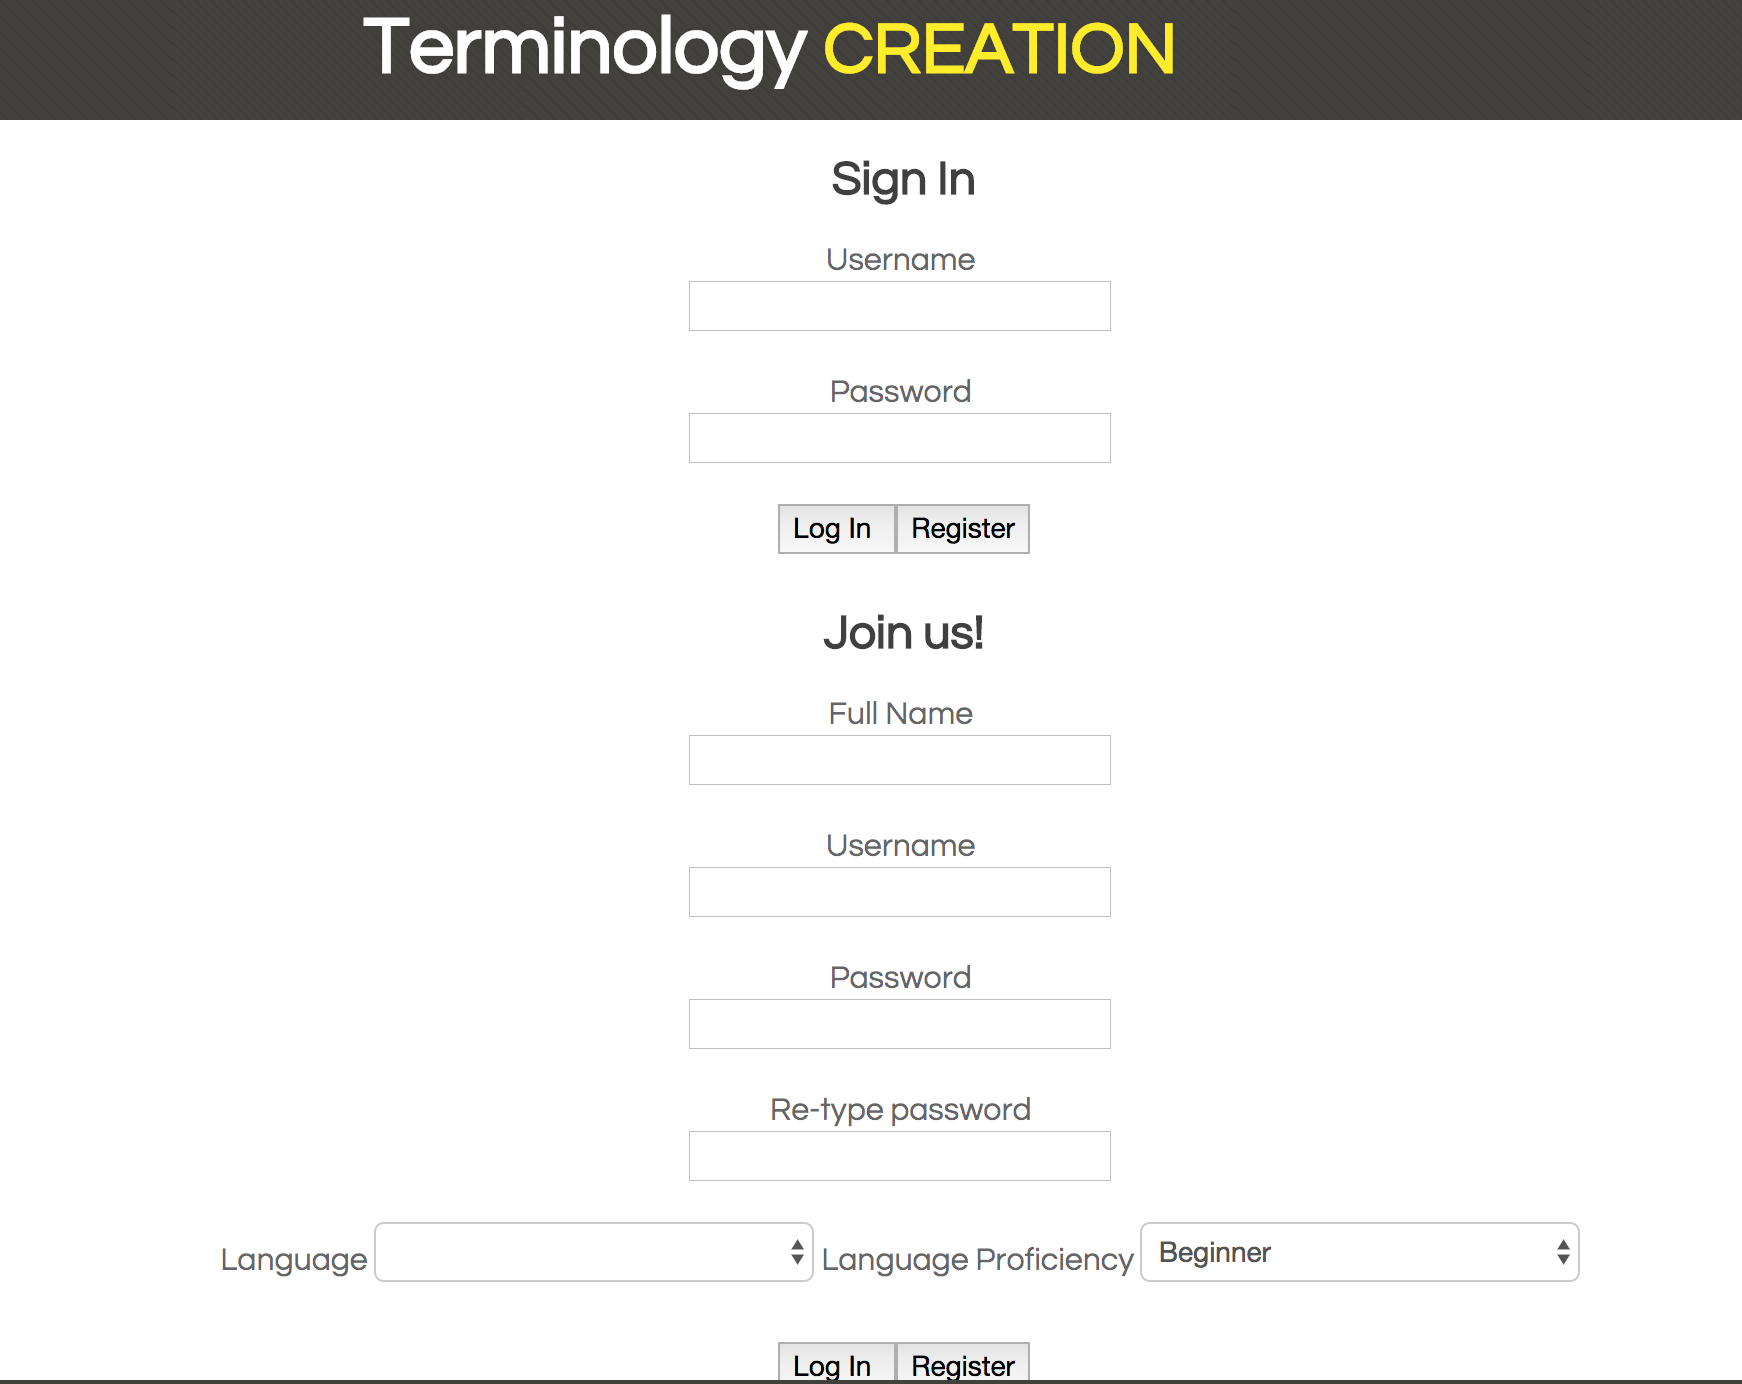 Terminology CREATION
Sign In
Username
Password
Log In Register
Join us!
Full Name
Username
Password
Re-type password
Language Language Proficiency Beginner
Log In Register